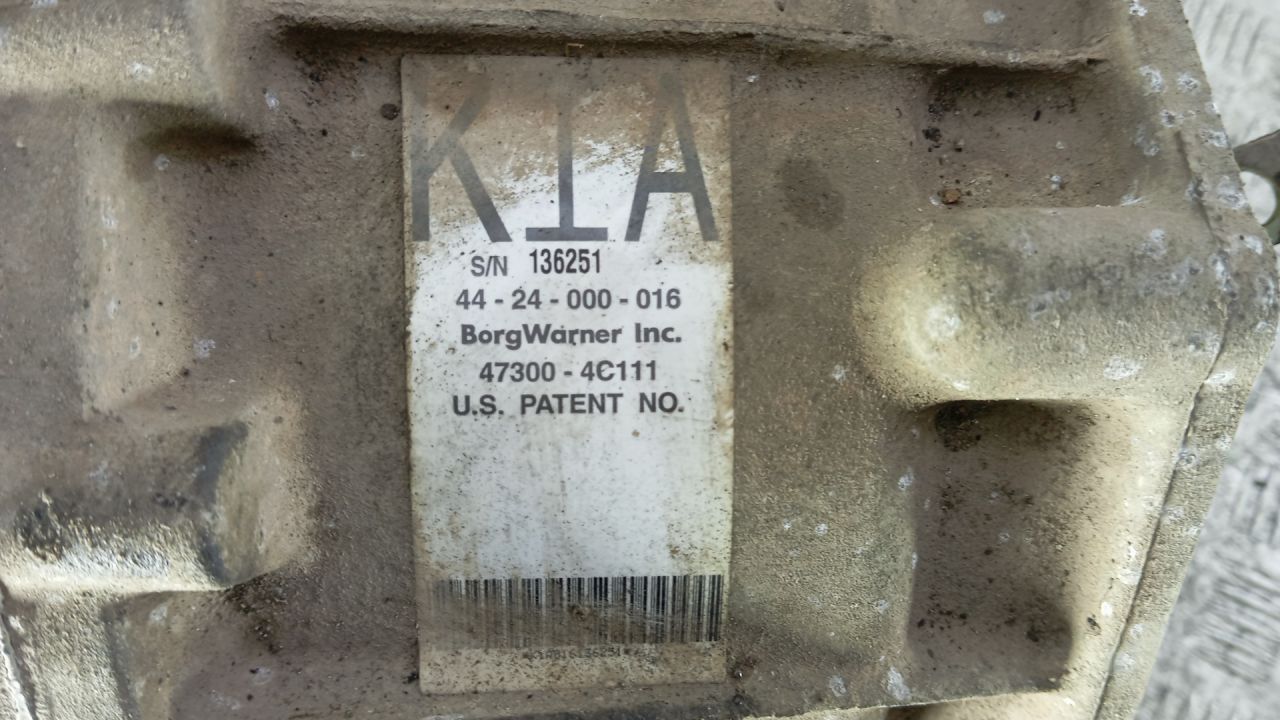 KIA
S/N 136251
44 - 24 - 000 - 016
BorgWarner Inc.
47300 - 4C111
U.S. PATENT NO.